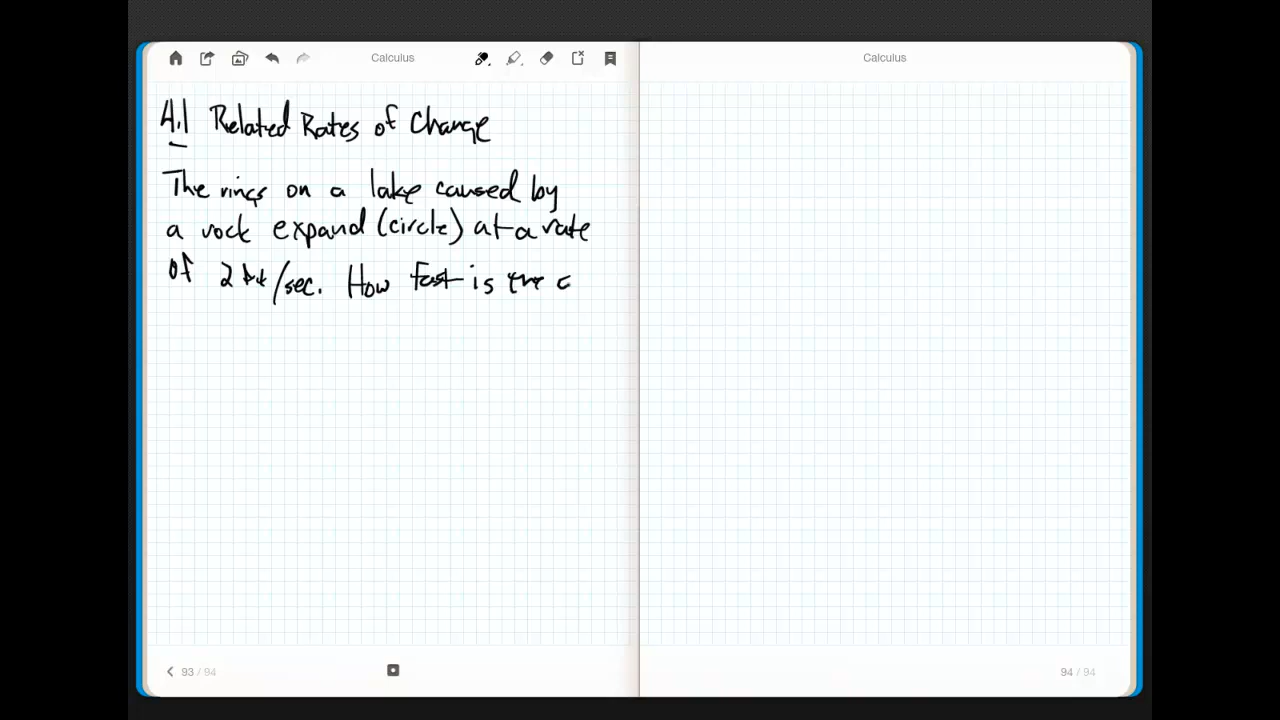 Calculus
Calculus
4.1 Related Rates of Change
The rings on a lake caused by
a rock expand (circle) at a rate
of 2 ft/sec. How fast is the a
93 / 94
94 / 94